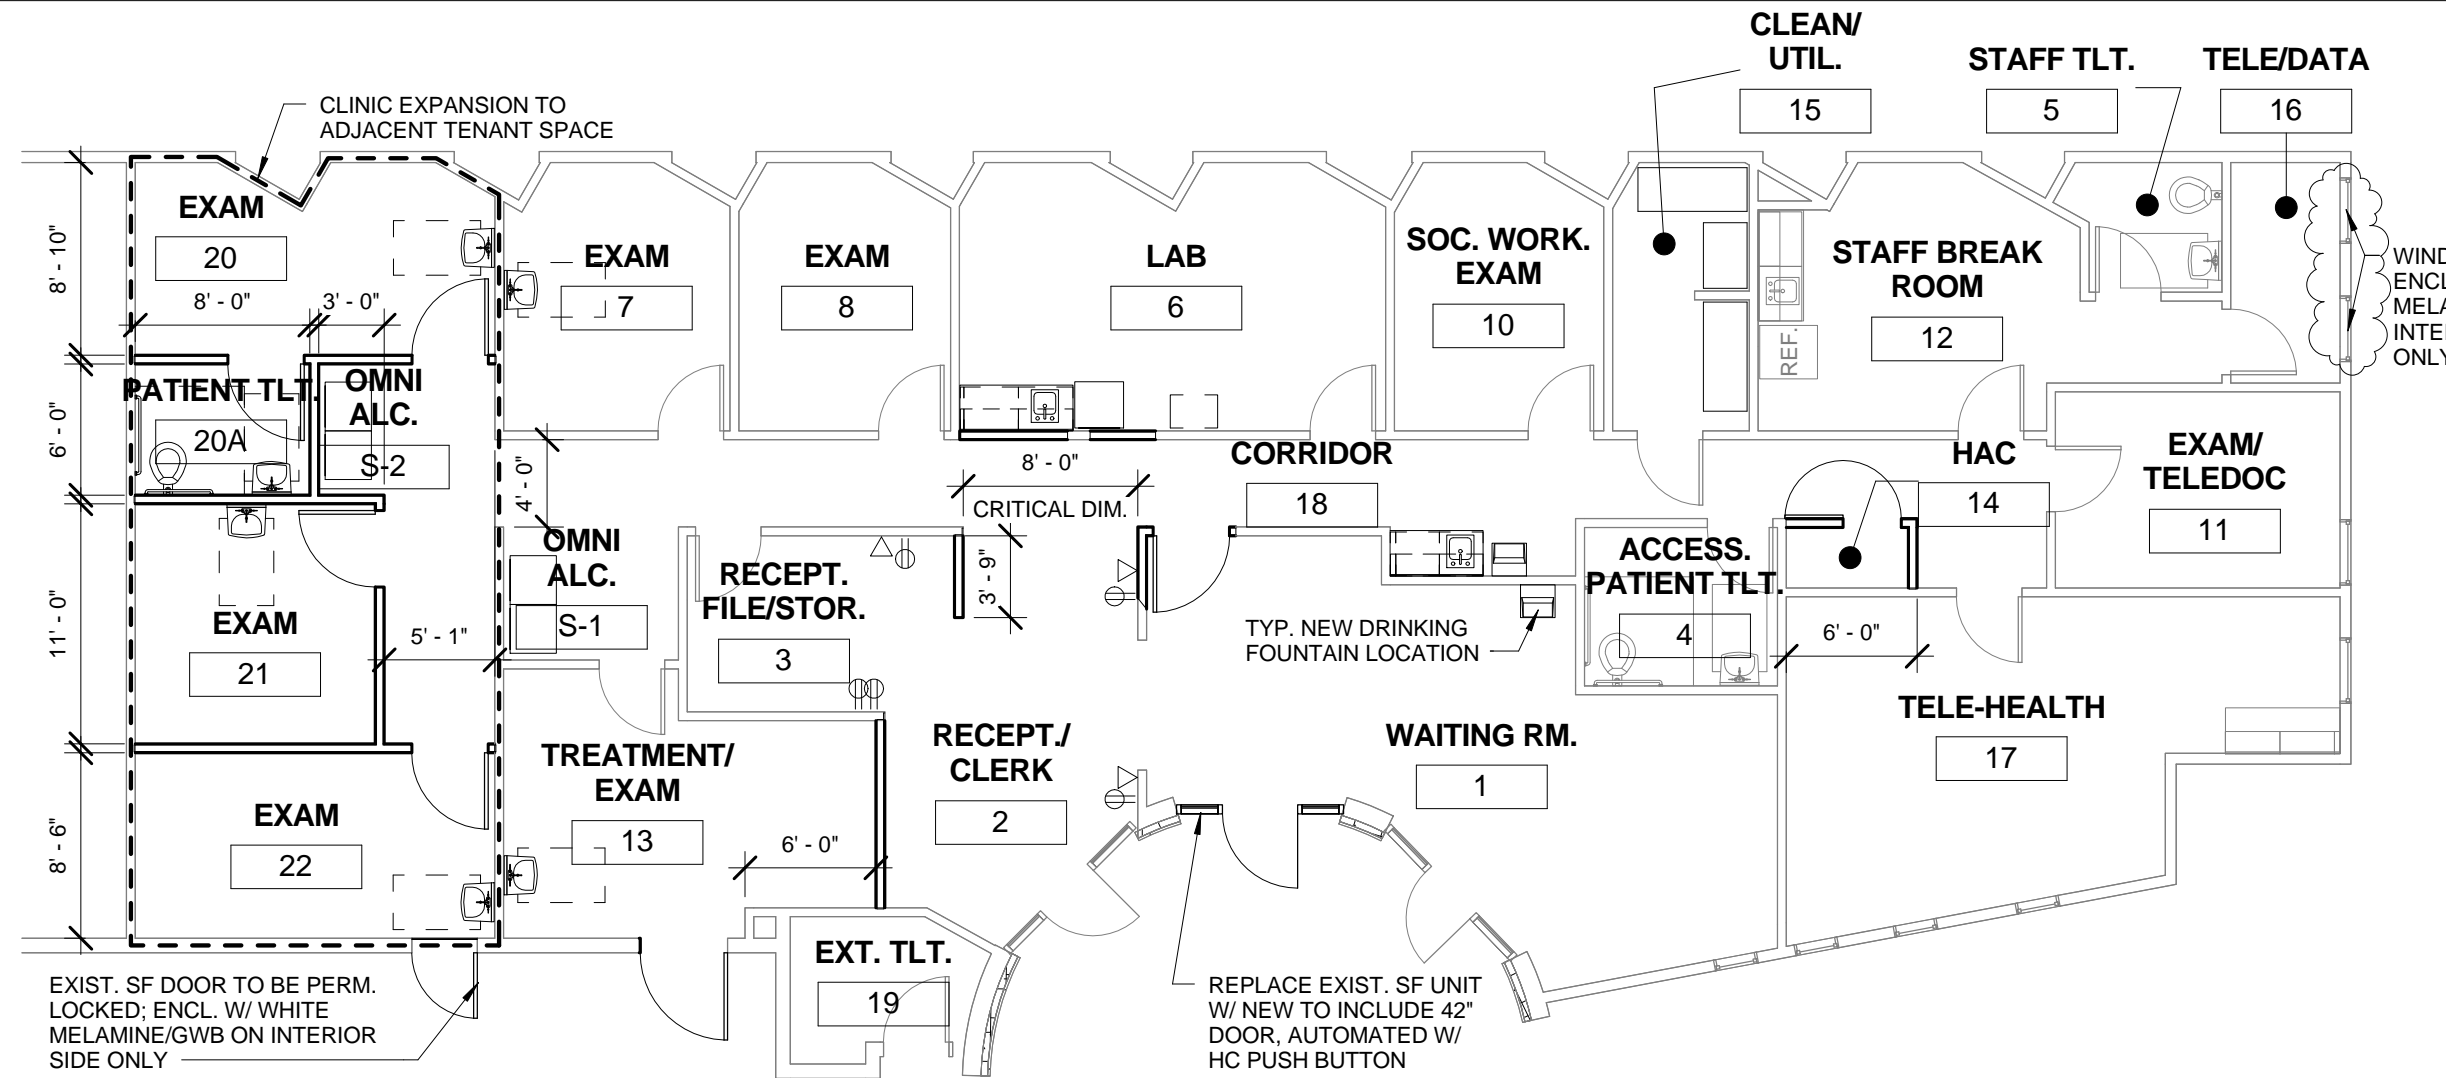 CLEAN/
UTIL.
15
STAFF TLT.
5
TELE/DATA
16
CLINIC EXPANSION TO
ADJACENT TENANT SPACE
EXAM
20
8' - 10"
8' - 0"
3' - 0"
EXAM
7
EXAM
8
LAB
6
SOC. WORK.
EXAM
10
STAFF BREAK
ROOM
12
REF.
ONLY
PATIENT TLT.
20A
6' - 0"
OMNI
ALC.
S-2
4' - 0"
8' - 0"
CRITICAL DIM.
CORRIDOR
18
HAC
14
EXAM/
TELEDOC
11
OMNI
ALC.
S-1
RECEPT.
FILE/STOR.
3
3' - 9"
TYP. NEW DRINKING
FOUNTAIN LOCATION
ACCESS.
PATIENT TLT.
4
6' - 0"
11' - 0"
EXAM
21
5' - 1"
TREATMENT/
EXAM
13
6' - 0"
RECEPT./
CLERK
2
WAITING RM.
1
TELE-HEALTH
17
8' - 6"
EXAM
22
EXT. TLT.
19
EXIST. SF DOOR TO BE PERM.
LOCKED; ENCL. W/ WHITE
MELAMINE/GWB ON INTERIOR
SIDE ONLY
REPLACE EXIST. SF UNIT
W/ NEW TO INCLUDE 42"
DOOR, AUTOMATED W/
HC PUSH BUTTON